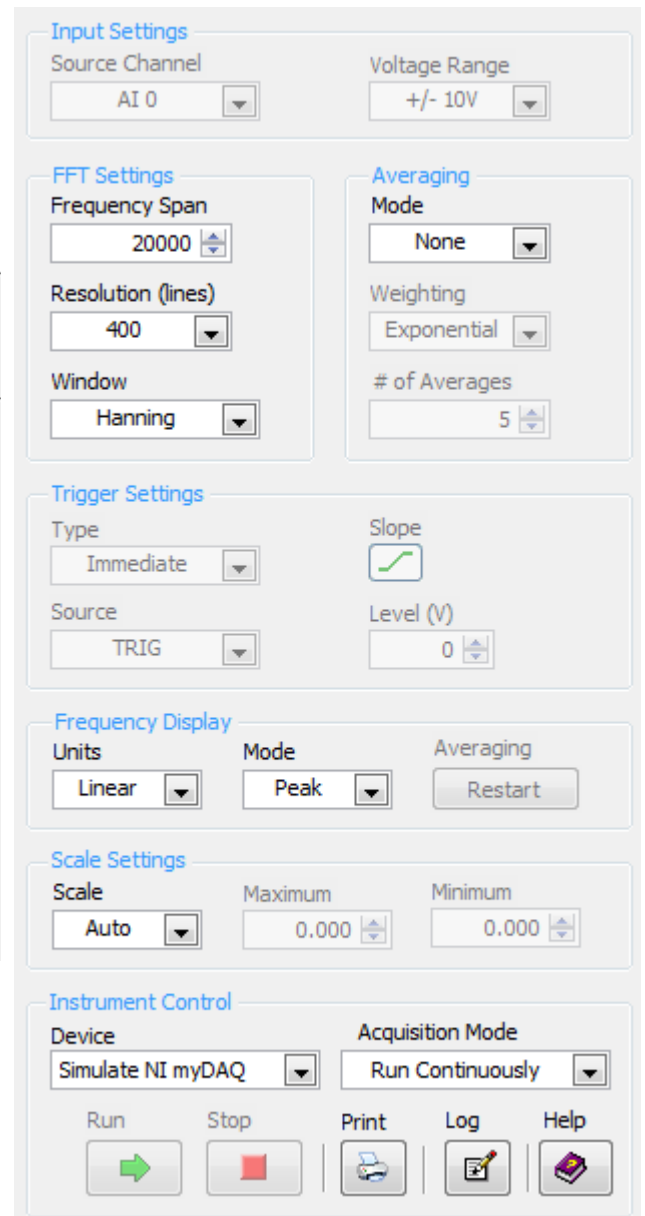 Input Settings
Source Channel Voltage Range
AI 0 +/- 10V
FFT Settings Averaging
Frequency Span Mode
20000 None
Resolution (lines) Weighting
400 Exponential
Window # of Averages
Hanning 5
Trigger Settings
Type Slope
Immediate
Source Level (V)
TRIG 0
Frequency Display
Units Mode Averaging
Linear Peak Restart
Scale Settings
Scale Maximum Minimum
Auto 0.000 0.000
Instrument Control
Device Acquisition Mode
Simulate NI myDAQ Run Continuously
Run Stop Print Log Help